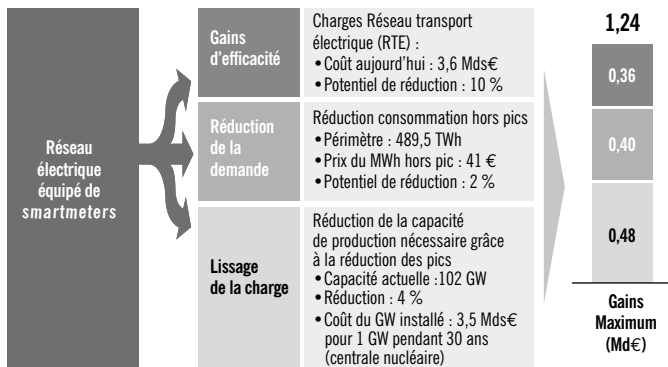 Réseau
électrique
équipé de
smartmeters
Gains
d'efficacité
Charges Réseau transport
électrique (RTE) :
• Coût aujourd'hui : 3,6 Mds€
• Potentiel de réduction : 10 %
Réduction
de la
demande
Réduction consommation hors pics
• Périmètre : 489,5 TWh
• Prix du MWh hors pic : 41 €
• Potentiel de réduction : 2 %
Lissage
de la charge
Réduction de la capacité
de production nécessaire grâce
à la réduction des pics
• Capacité actuelle :102 GW
• Réduction : 4 %
• Coût du GW installé : 3,5 Mds€
pour 1 GW pendant 30 ans
(centrale nucléaire)
1,24
0,36
0,40
0,48
Gains
Maximum
(Md€)